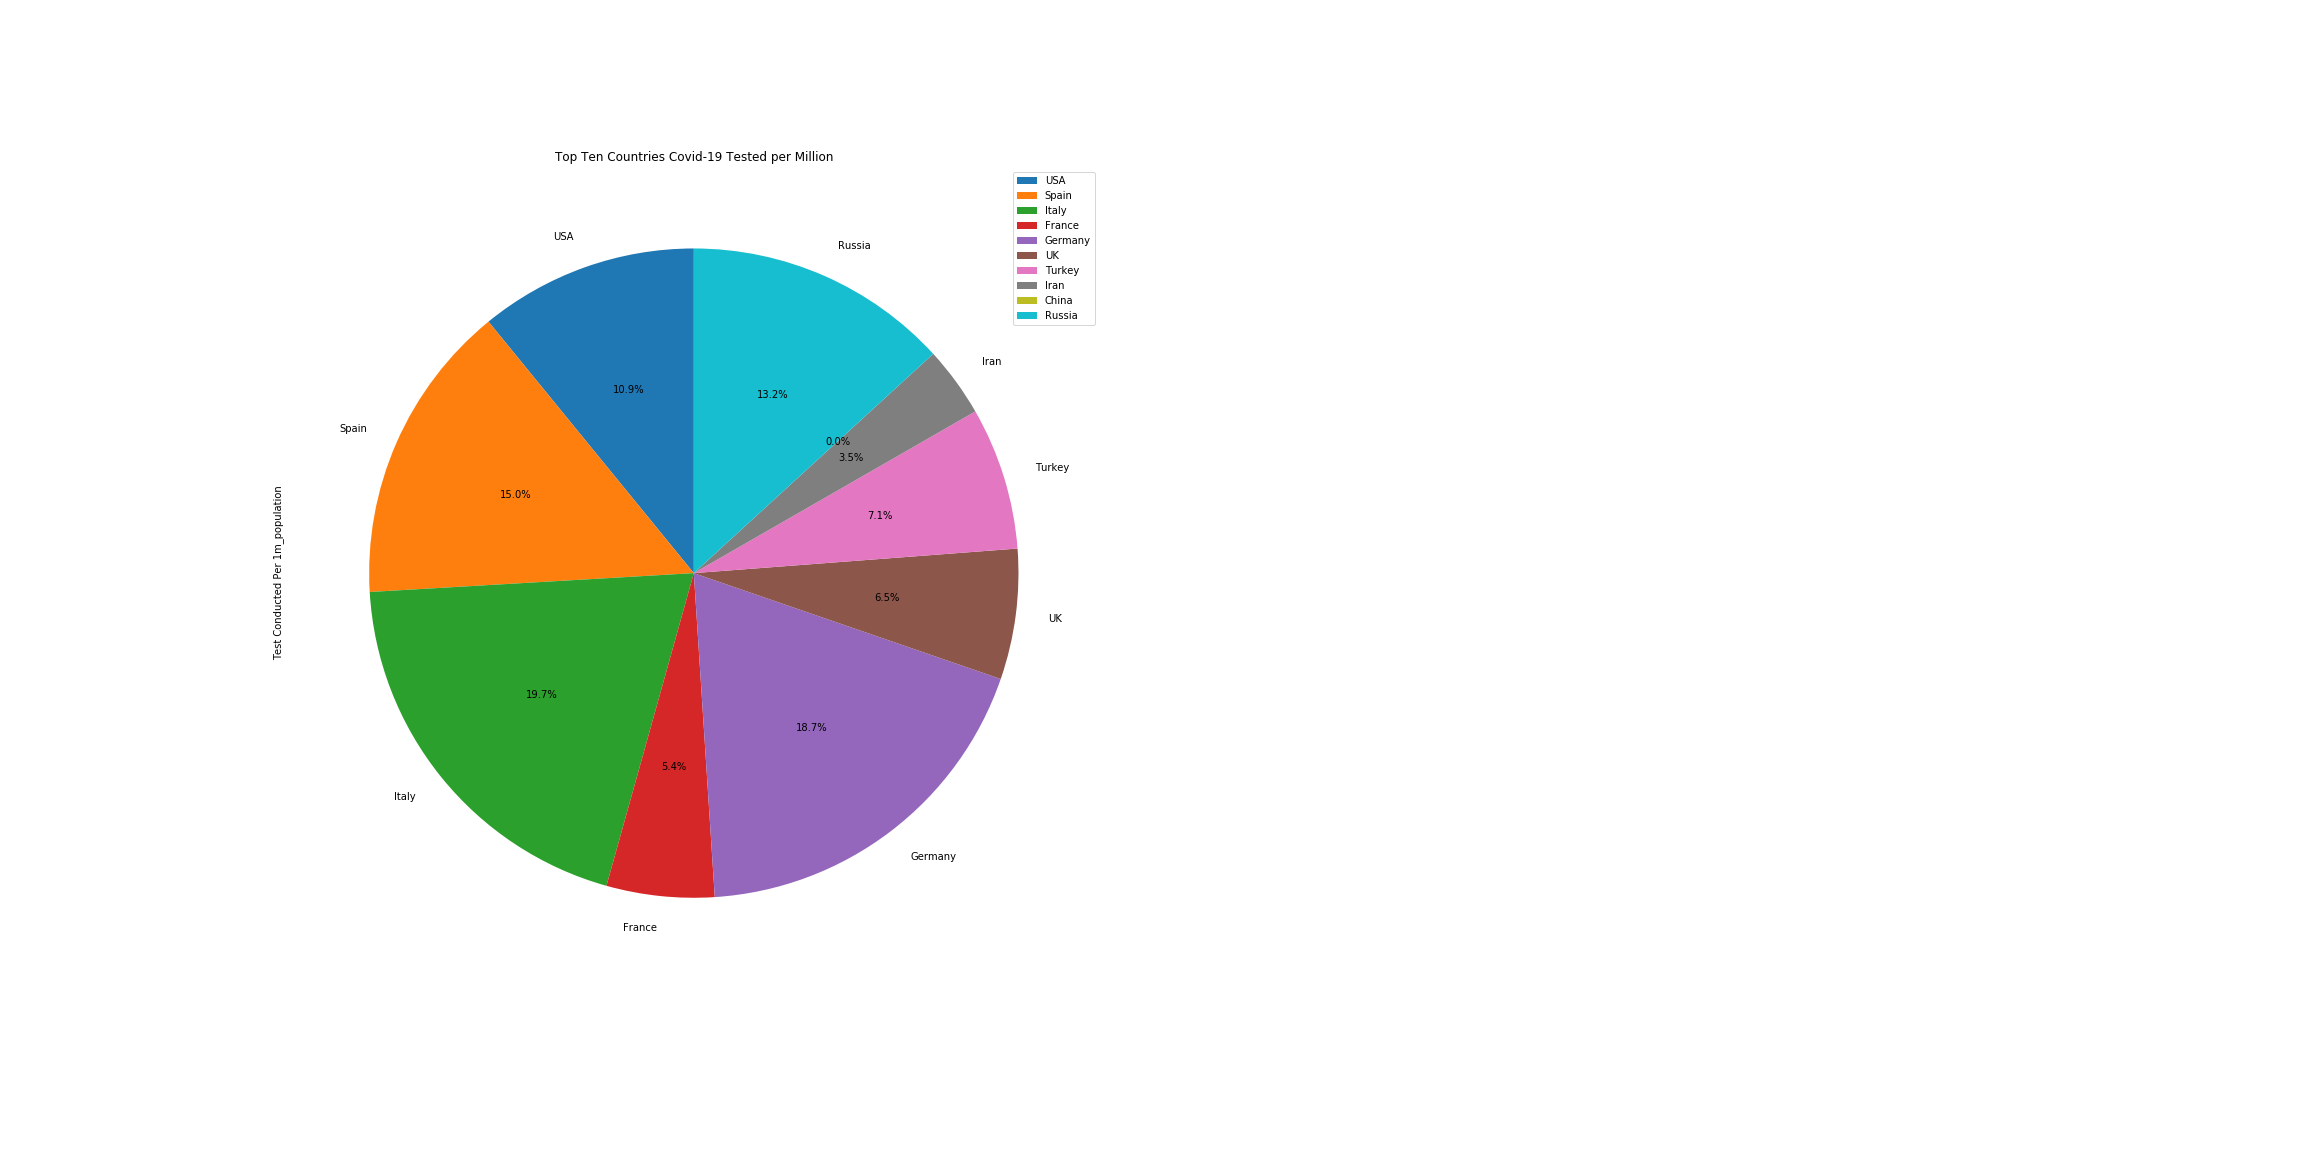 Top Ten Countries Covid-19 Tested per Million
USA
Spain
Italy
France
Germany
UK
Turkey
Iran
China
Russia
USA
Russia
Iran
10.9%
13.2%
Spain
0.0%
3.5%
Turkey
15.0%
7.1%
Test Conducted Per 1m_population
6.5%
UK
19.7%
18.7%
5.4%
Italy
Germany
France